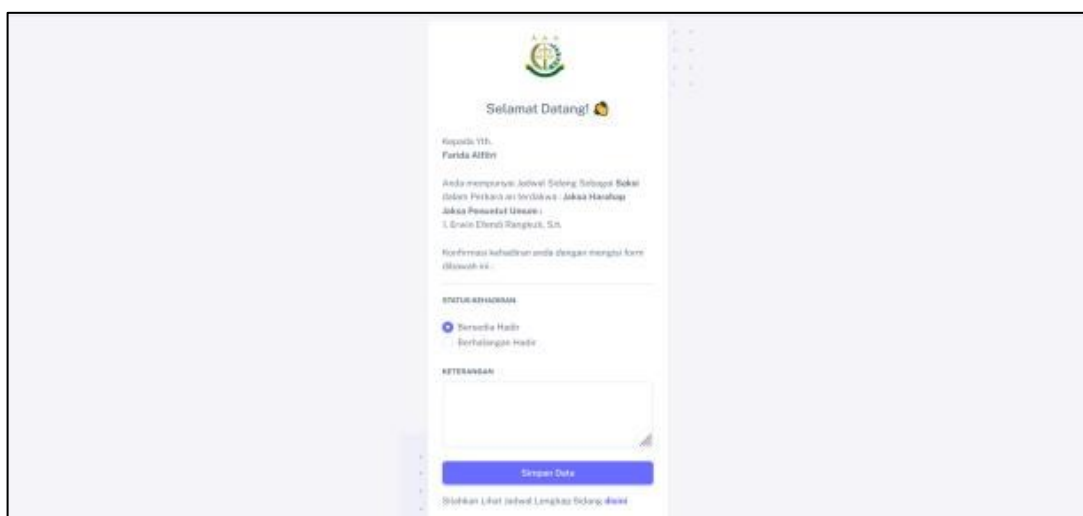 Selamat Datang!
Kepada Yth.
Farida Alfitri
Anda mempunyai Jadwal Sidang Sebagai Saksi
dalam Perkara an terdakwa : Jaksa Harahap
Jaksa Penuntut Umum :
1. Erwin Efendi Rangkuti, S.H.
Konfirmasi kehadiran anda dengan mengisi form
dibawah ini :
STATUS KEHADIRAN
Bersedia Hadir
Berhalangan Hadir
KETERANGAN
Simpan Data
Silahkan Lihat Jadwal Lengkap Sidang disini